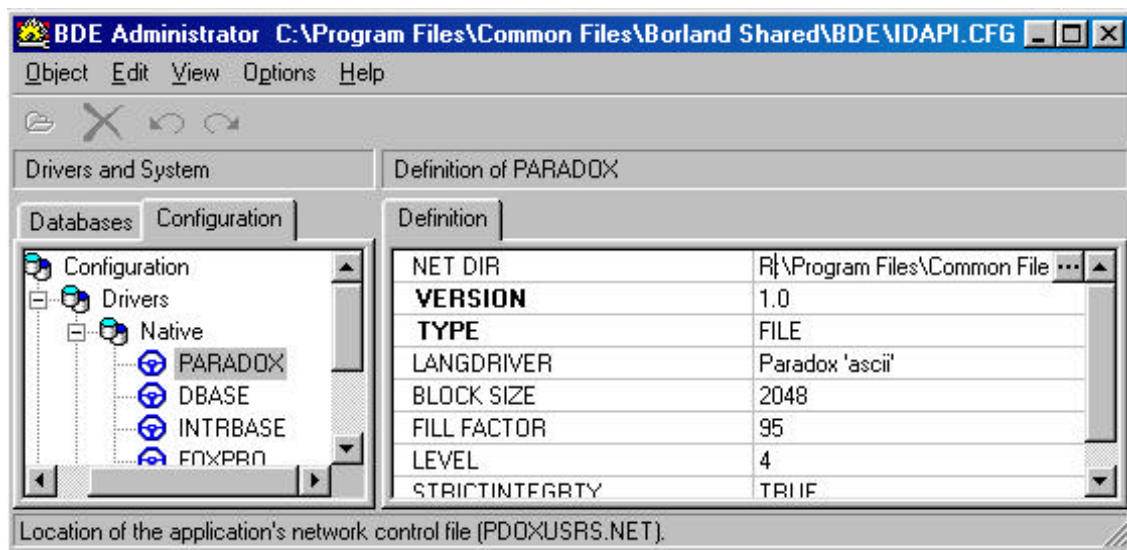 BDE Administrator C:\Program Files\Common Files\Borland Shared\BDE\IDAPI.CFG
Object Edit View Options Help
Drivers and System
Definition of PARADOX
Databases Configuration
Definition
Configuration
Drivers
Native
PARADOX
DBASE
INTRBASE
FOXPRO
NET DIR R:\Program Files\Common File ...
VERSION 1.0
TYPE FILE
LANGDRIVER Paradox 'ascii'
BLOCK SIZE 2048
FILL FACTOR 95
LEVEL 4
STRICTINTEGRTY TRUE
Location of the application's network control file (PDOXUSRS.NET).